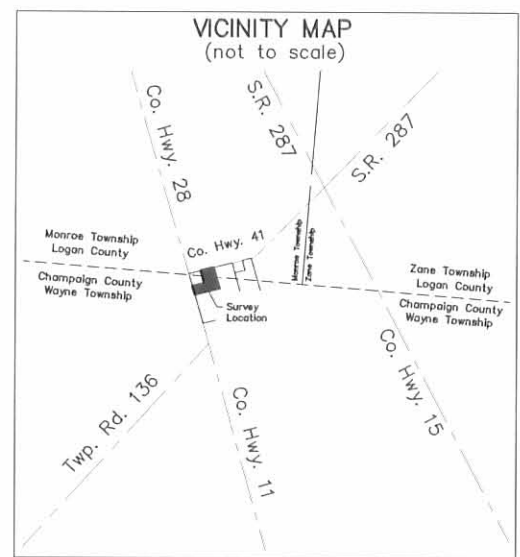 VICINITY MAP
(not to scale)
Co. Hwy. 28
S.R. 287
S.R. 287
Co. Hwy. 41
Monroe Township
Logan County
Monroe Township
Zane Township
Zane Township
Logan County
Champaign County
Wayne Township
Champaign County
Wayne Township
Survey
Location
Twp. Rd. 136
Co. Hwy. 11
Co. Hwy. 15